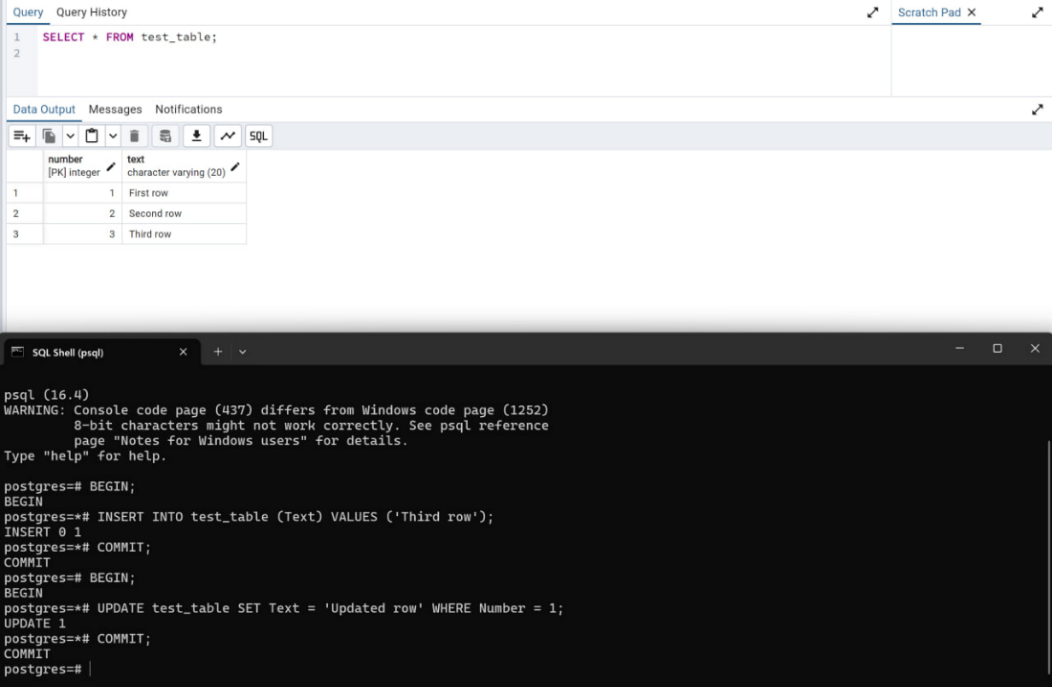 Query Query History Scratch Pad ×
1 SELECT * FROM test_table;
2
Data Output Messages Notifications
SQL
number text
[PK] integer character varying (20)
1 1 First row
2 2 Second row
3 3 Third row
SQL Shell (psql)
psql (16.4)
WARNING: Console code page (437) differs from Windows code page (1252)
8-bit characters might not work correctly. See psql reference
page "Notes for Windows users" for details.
Type "help" for help.
postgres=# BEGIN;
BEGIN
postgres=*# INSERT INTO test_table (Text) VALUES ('Third row');
INSERT 0 1
postgres=*# COMMIT;
COMMIT
postgres=# BEGIN;
BEGIN
postgres=*# UPDATE test_table SET Text = 'Updated row' WHERE Number = 1;
UPDATE 1
postgres=*# COMMIT;
COMMIT
postgres=#